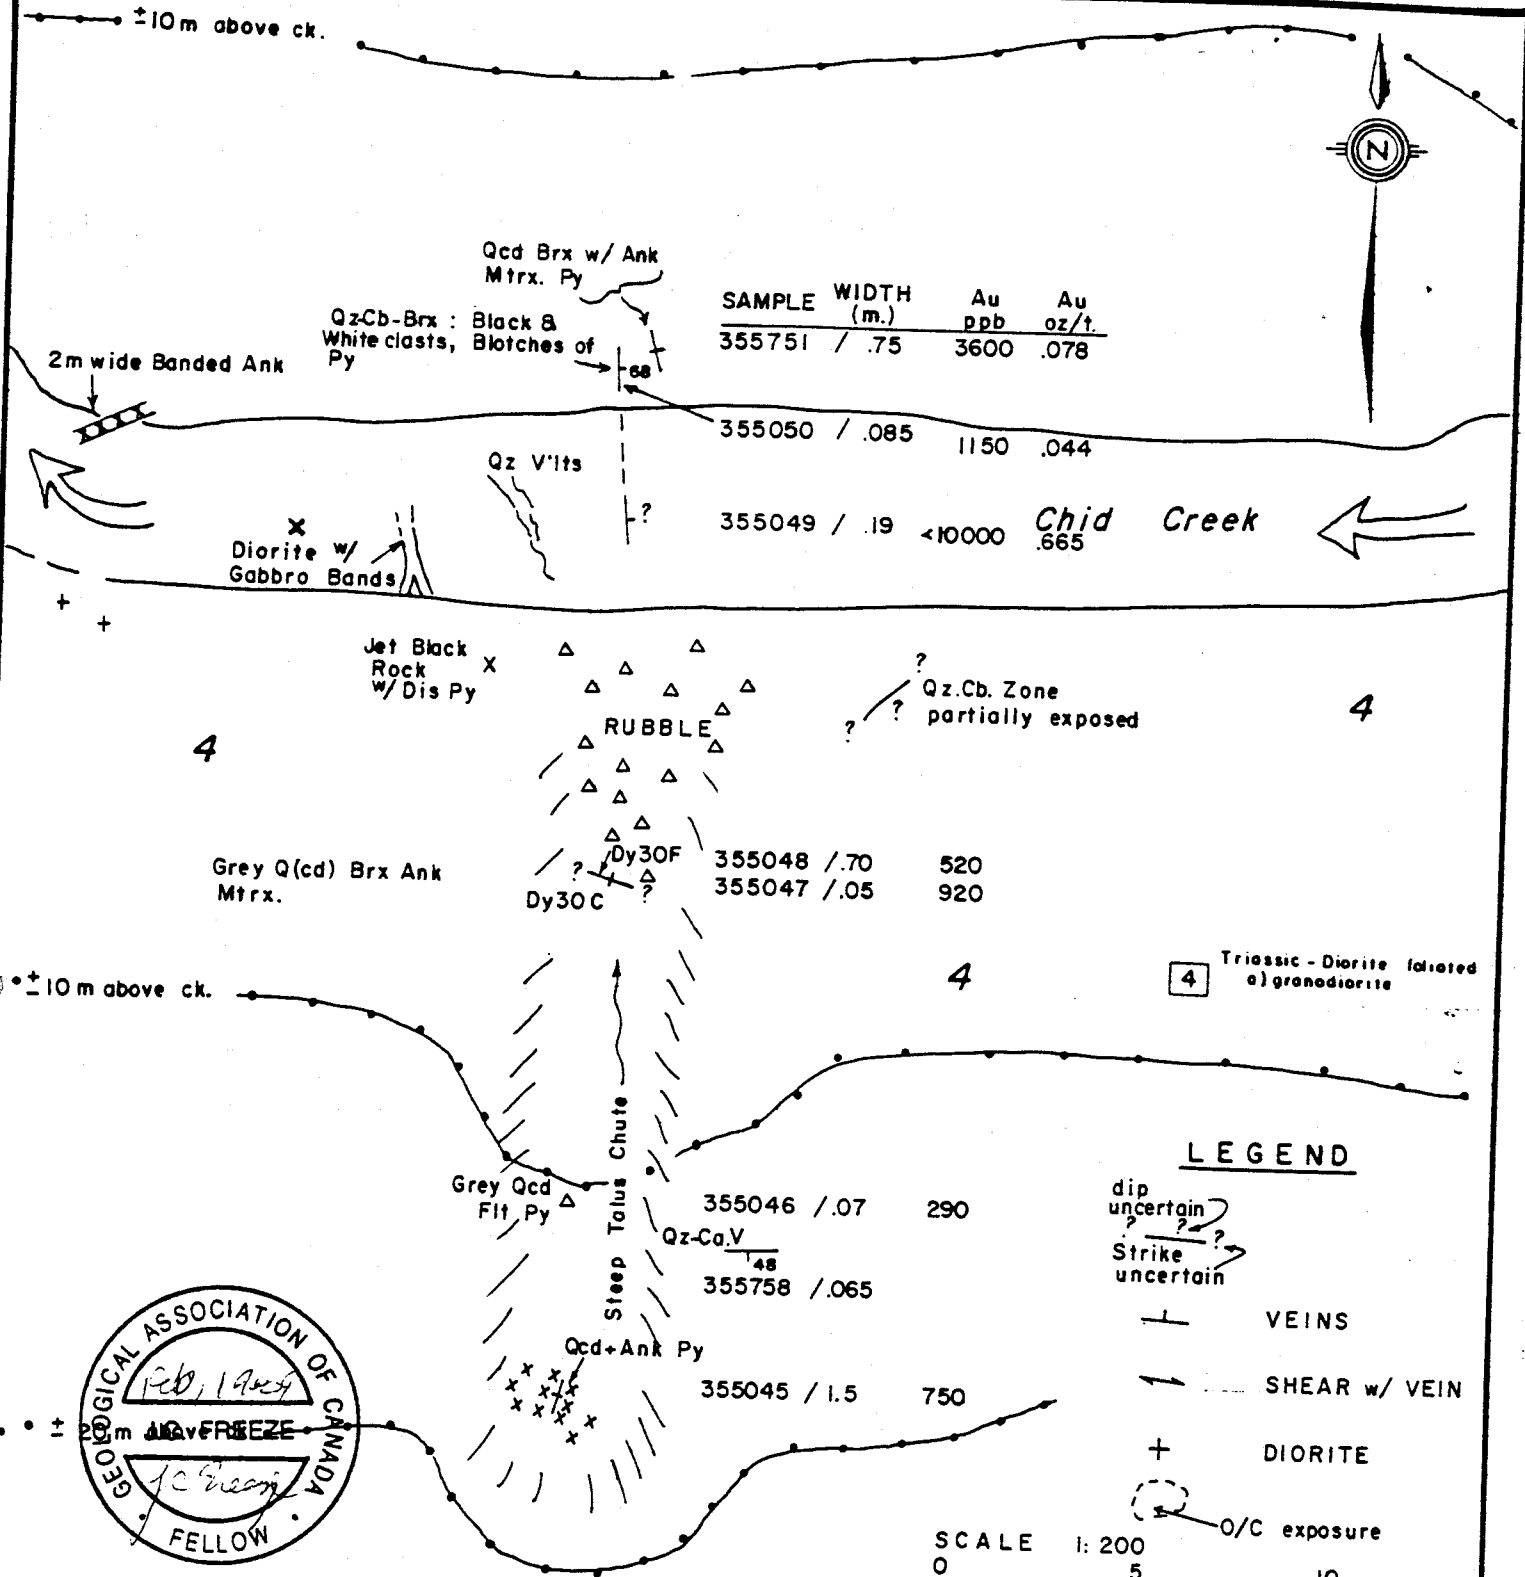 ±10m above ck.
N
Qcd Brx w/ Ank
Mtrx. Py
SAMPLE WIDTH (m.) Au ppb Au oz/t.
355751 / .75 3600 .078
Qz-Cb-Brx : Black &
White clasts, Blotches of
Py
68
2m wide Banded Ank
355050 / .085 1150 .044
Qz V'lts
?
355049 / .19 <10000 .665
Chid Creek
x
Diorite w/
Gabbro Bands
Jet Black
Rock x
w/ Dis Py
RUBBLE
?
Qz.Cb. Zone
? ? partially exposed
4
4
Grey Q(cd) Brx Ank
Mtrx.
Dy30F
? ?
Dy30C
355048 /.70 520
355047 /.05 920
±10 m above ck.
4
4 Triassic - Diorite foliated
a) granodiorite
Steep Talus Chute
Grey Qcd
Flt Py
355046 /.07 290
Qz-Ca.V
48
355758 /.065
Qcd+Ank Py
355045 / 1.5 750
LEGEND
dip
uncertain
? ? ?
Strike
uncertain
VEINS
SHEAR w/ VEIN
DIORITE
O/C exposure
SCALE 1:200
0 5 10
± 20 m above
GEOLOGICAL ASSOCIATION OF CANADA
Feb, 1989
J.C. FREEZE
FELLOW